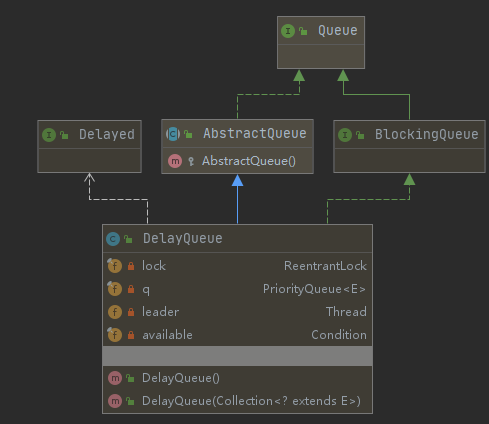 Queue
Delayed
AbstractQueue
AbstractQueue()
BlockingQueue
DelayQueue
lock ReentrantLock
q PriorityQueue<E>
leader Thread
available Condition
DelayQueue()
DelayQueue(Collection<? extends E>)